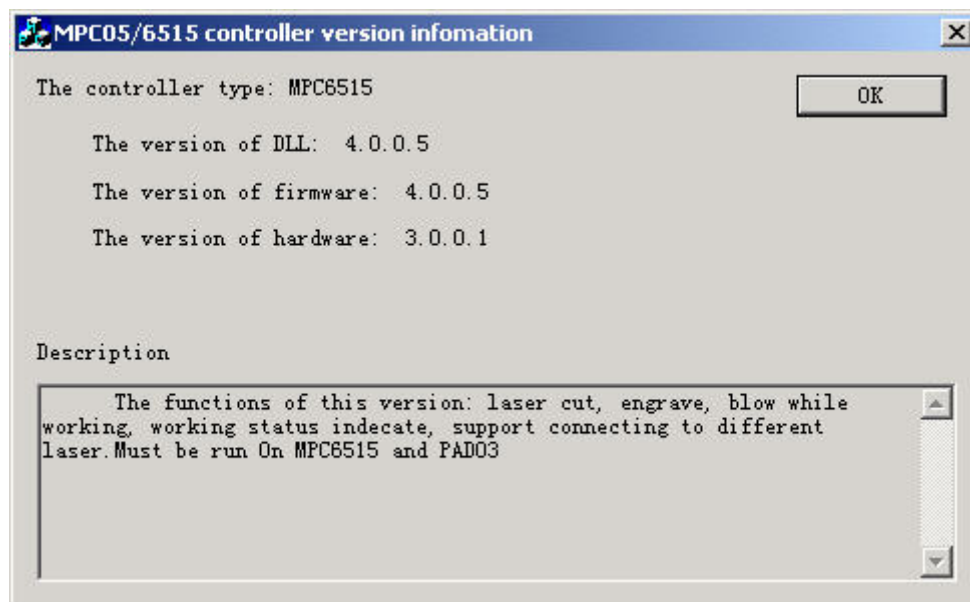 MPC05/6515 controller version infomation
The controller type: MPC6515
OK
The version of DLL: 4.0.0.5
The version of firmware: 4.0.0.5
The version of hardware: 3.0.0.1
Description
The functions of this version: laser cut, engrave, blow while
working, working status indecate, support connecting to different
laser.Must be run On MPC6515 and PAD03